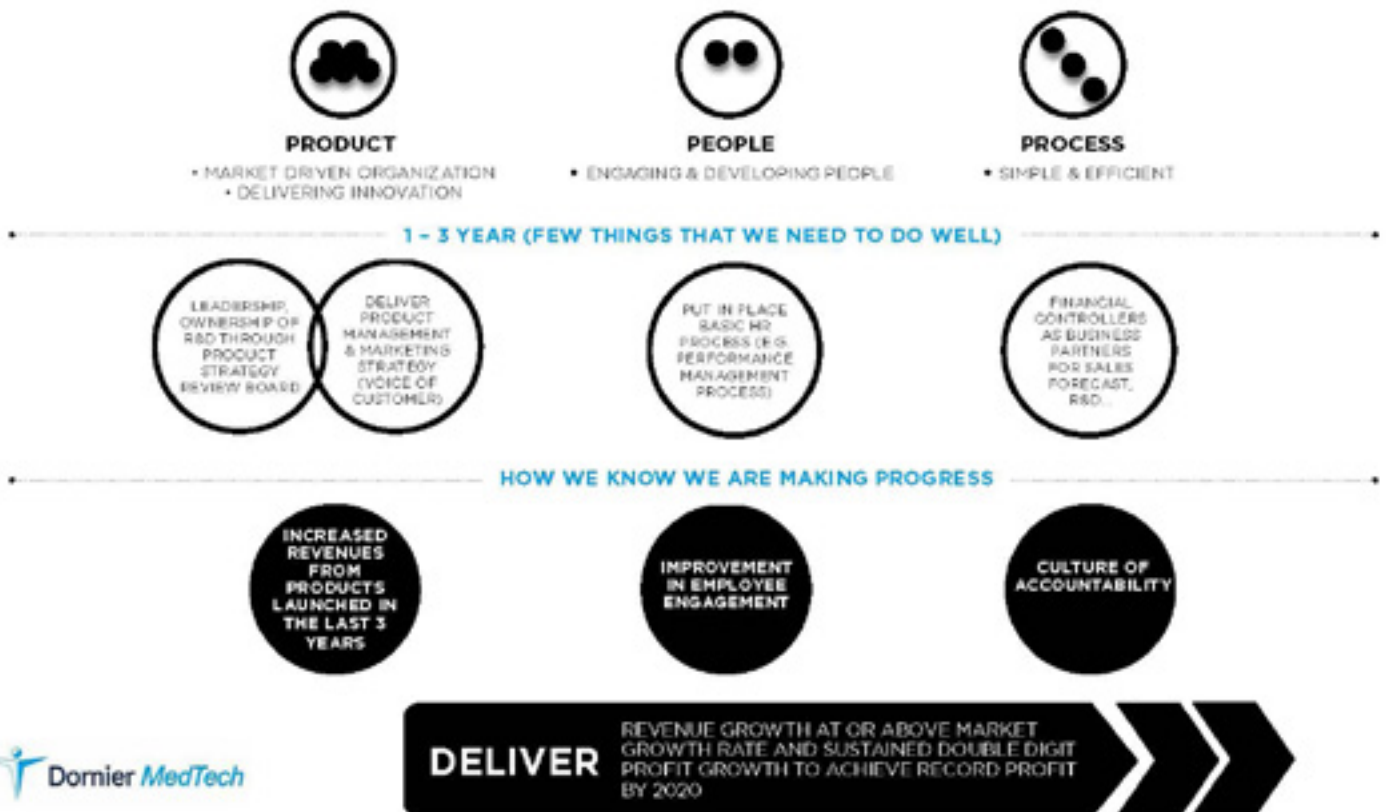 PRODUCT
• MARKET DRIVEN ORGANIZATION
• DELIVERING INNOVATION
PEOPLE
• ENGAGING & DEVELOPING PEOPLE
PROCESS
• SIMPLE & EFFICIENT
1 – 3 YEAR (FEW THINGS THAT WE NEED TO DO WELL)
LEADERSHIP,
OWNERSHIP OF
R&D THROUGH
PRODUCT
STRATEGY
REVIEW BOARD
DELIVER
PRODUCT
MANAGEMENT
& MARKETING
STRATEGY
(VOICE OF
CUSTOMER)
PUT IN PLACE
BASIC HR
PROCESS (E.G.
PERFORMANCE
MANAGEMENT
PROCESS)
FINANCIAL
CONTROLLERS
AS BUSINESS
PARTNERS
FOR SALES
FORECAST,
R&D...
HOW WE KNOW WE ARE MAKING PROGRESS
INCREASED
REVENUES
FROM
PRODUCTS
LAUNCHED IN
THE LAST 3
YEARS
IMPROVEMENT
IN EMPLOYEE
ENGAGEMENT
CULTURE OF
ACCOUNTABILITY
DELIVER
REVENUE GROWTH AT OR ABOVE MARKET
GROWTH RATE AND SUSTAINED DOUBLE DIGIT
PROFIT GROWTH TO ACHIEVE RECORD PROFIT
BY 2020
Dornier MedTech